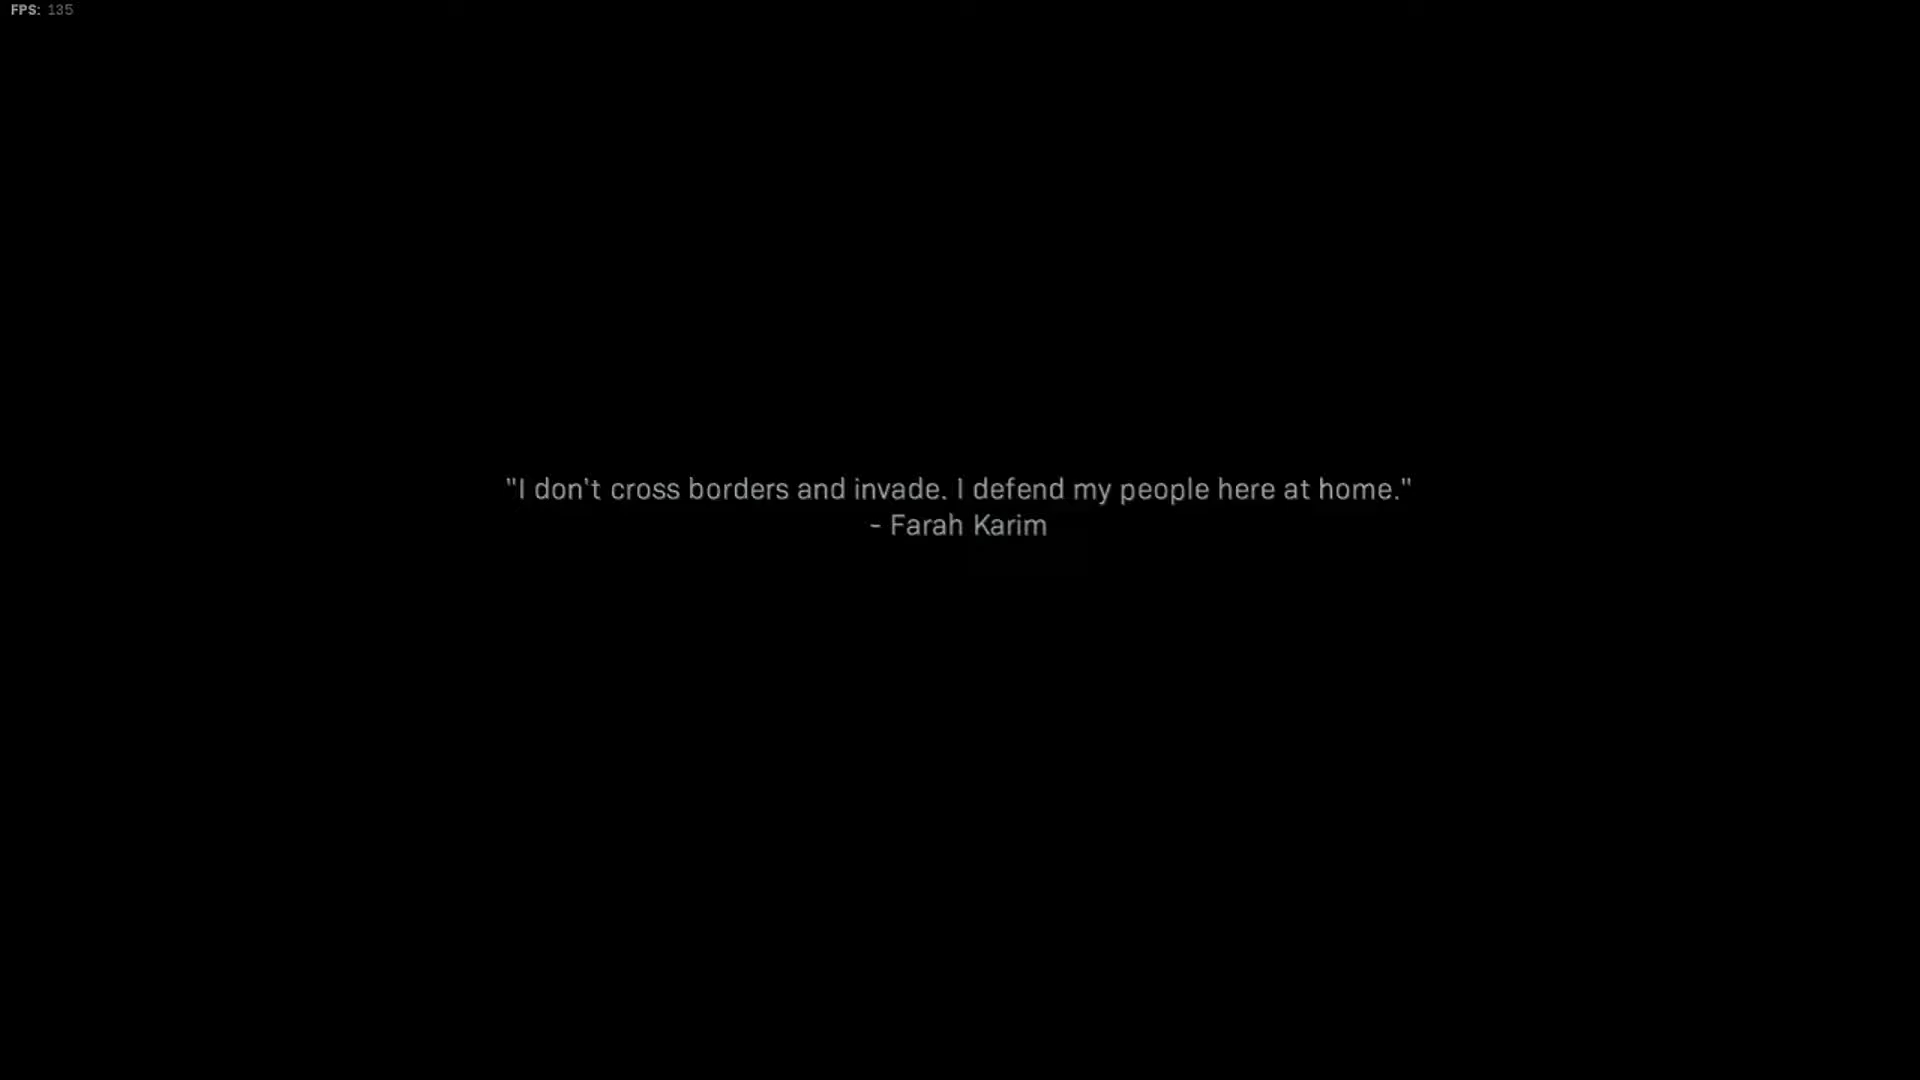 FPS: 135
"I don't cross borders and invade. I defend my people here at home."
- Farah Karim